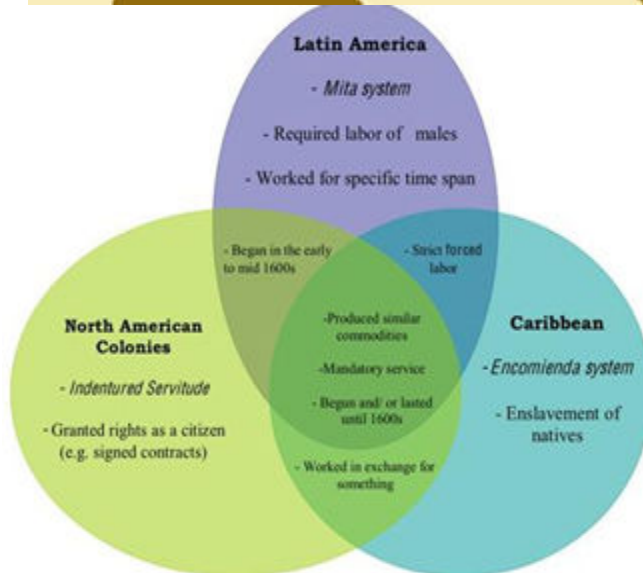 Latin America
- Mita system
- Required labor of males
- Worked for specific time span
- Began in the early
to mid 1600s
- Strict forced
labor
North American
Colonies
- Indentured Servitude
- Granted rights as a citizen
(e.g. signed contracts)
-Produced similar
commodities
-Mandatory service
- Begun and/ or lasted
until 1600s
- Worked in exchange for
something
Caribbean
- Encomienda system
- Enslavement of
natives